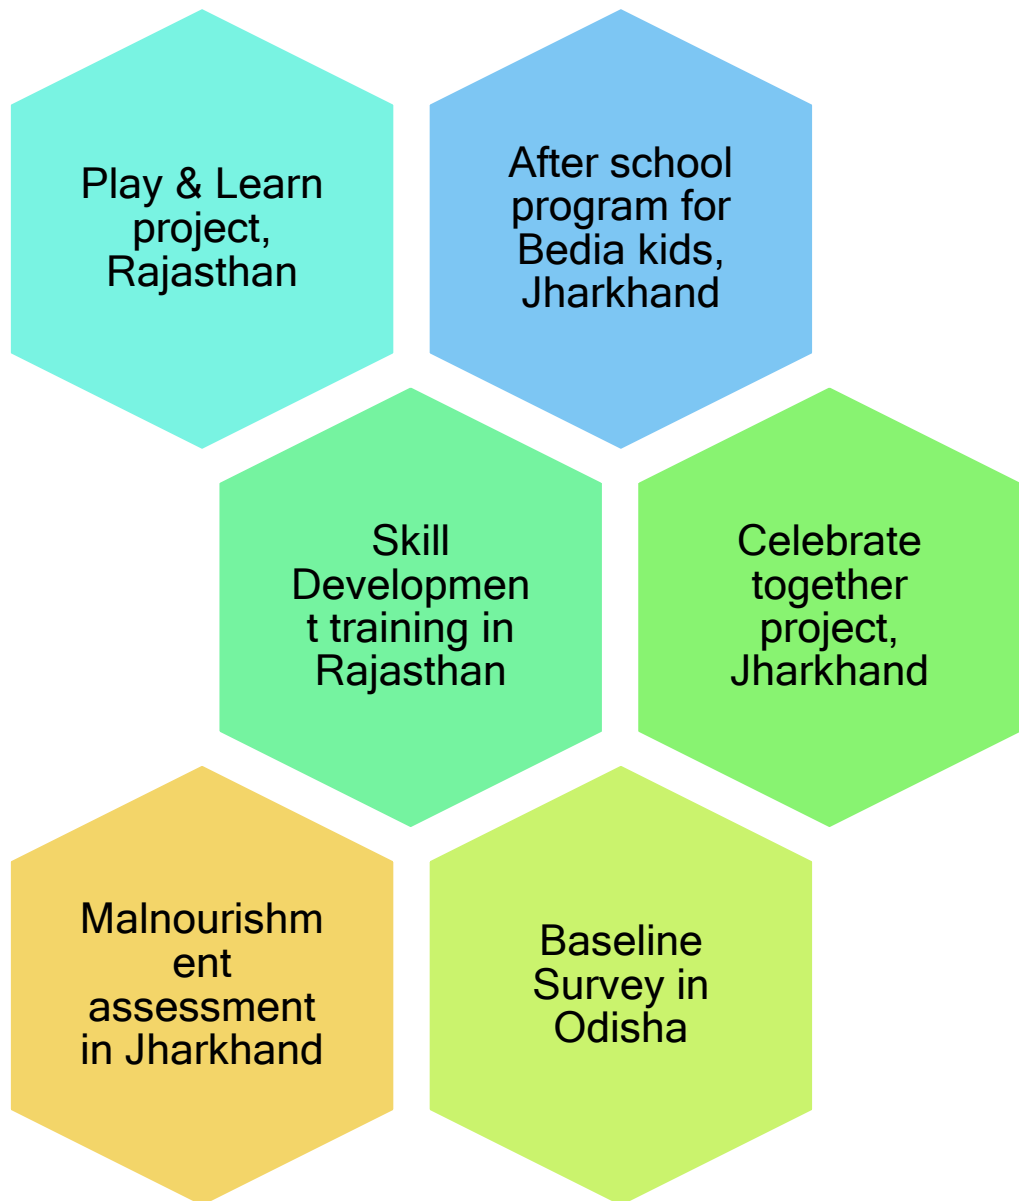 Play & Learn
project,
Rajasthan
After school
program for
Bedia kids,
Jharkhand
Skill
Developmen
t training in
Rajasthan
Celebrate
together
project,
Jharkhand
Malnourishm
ent
assessment
in Jharkhand
Baseline
Survey in
Odisha